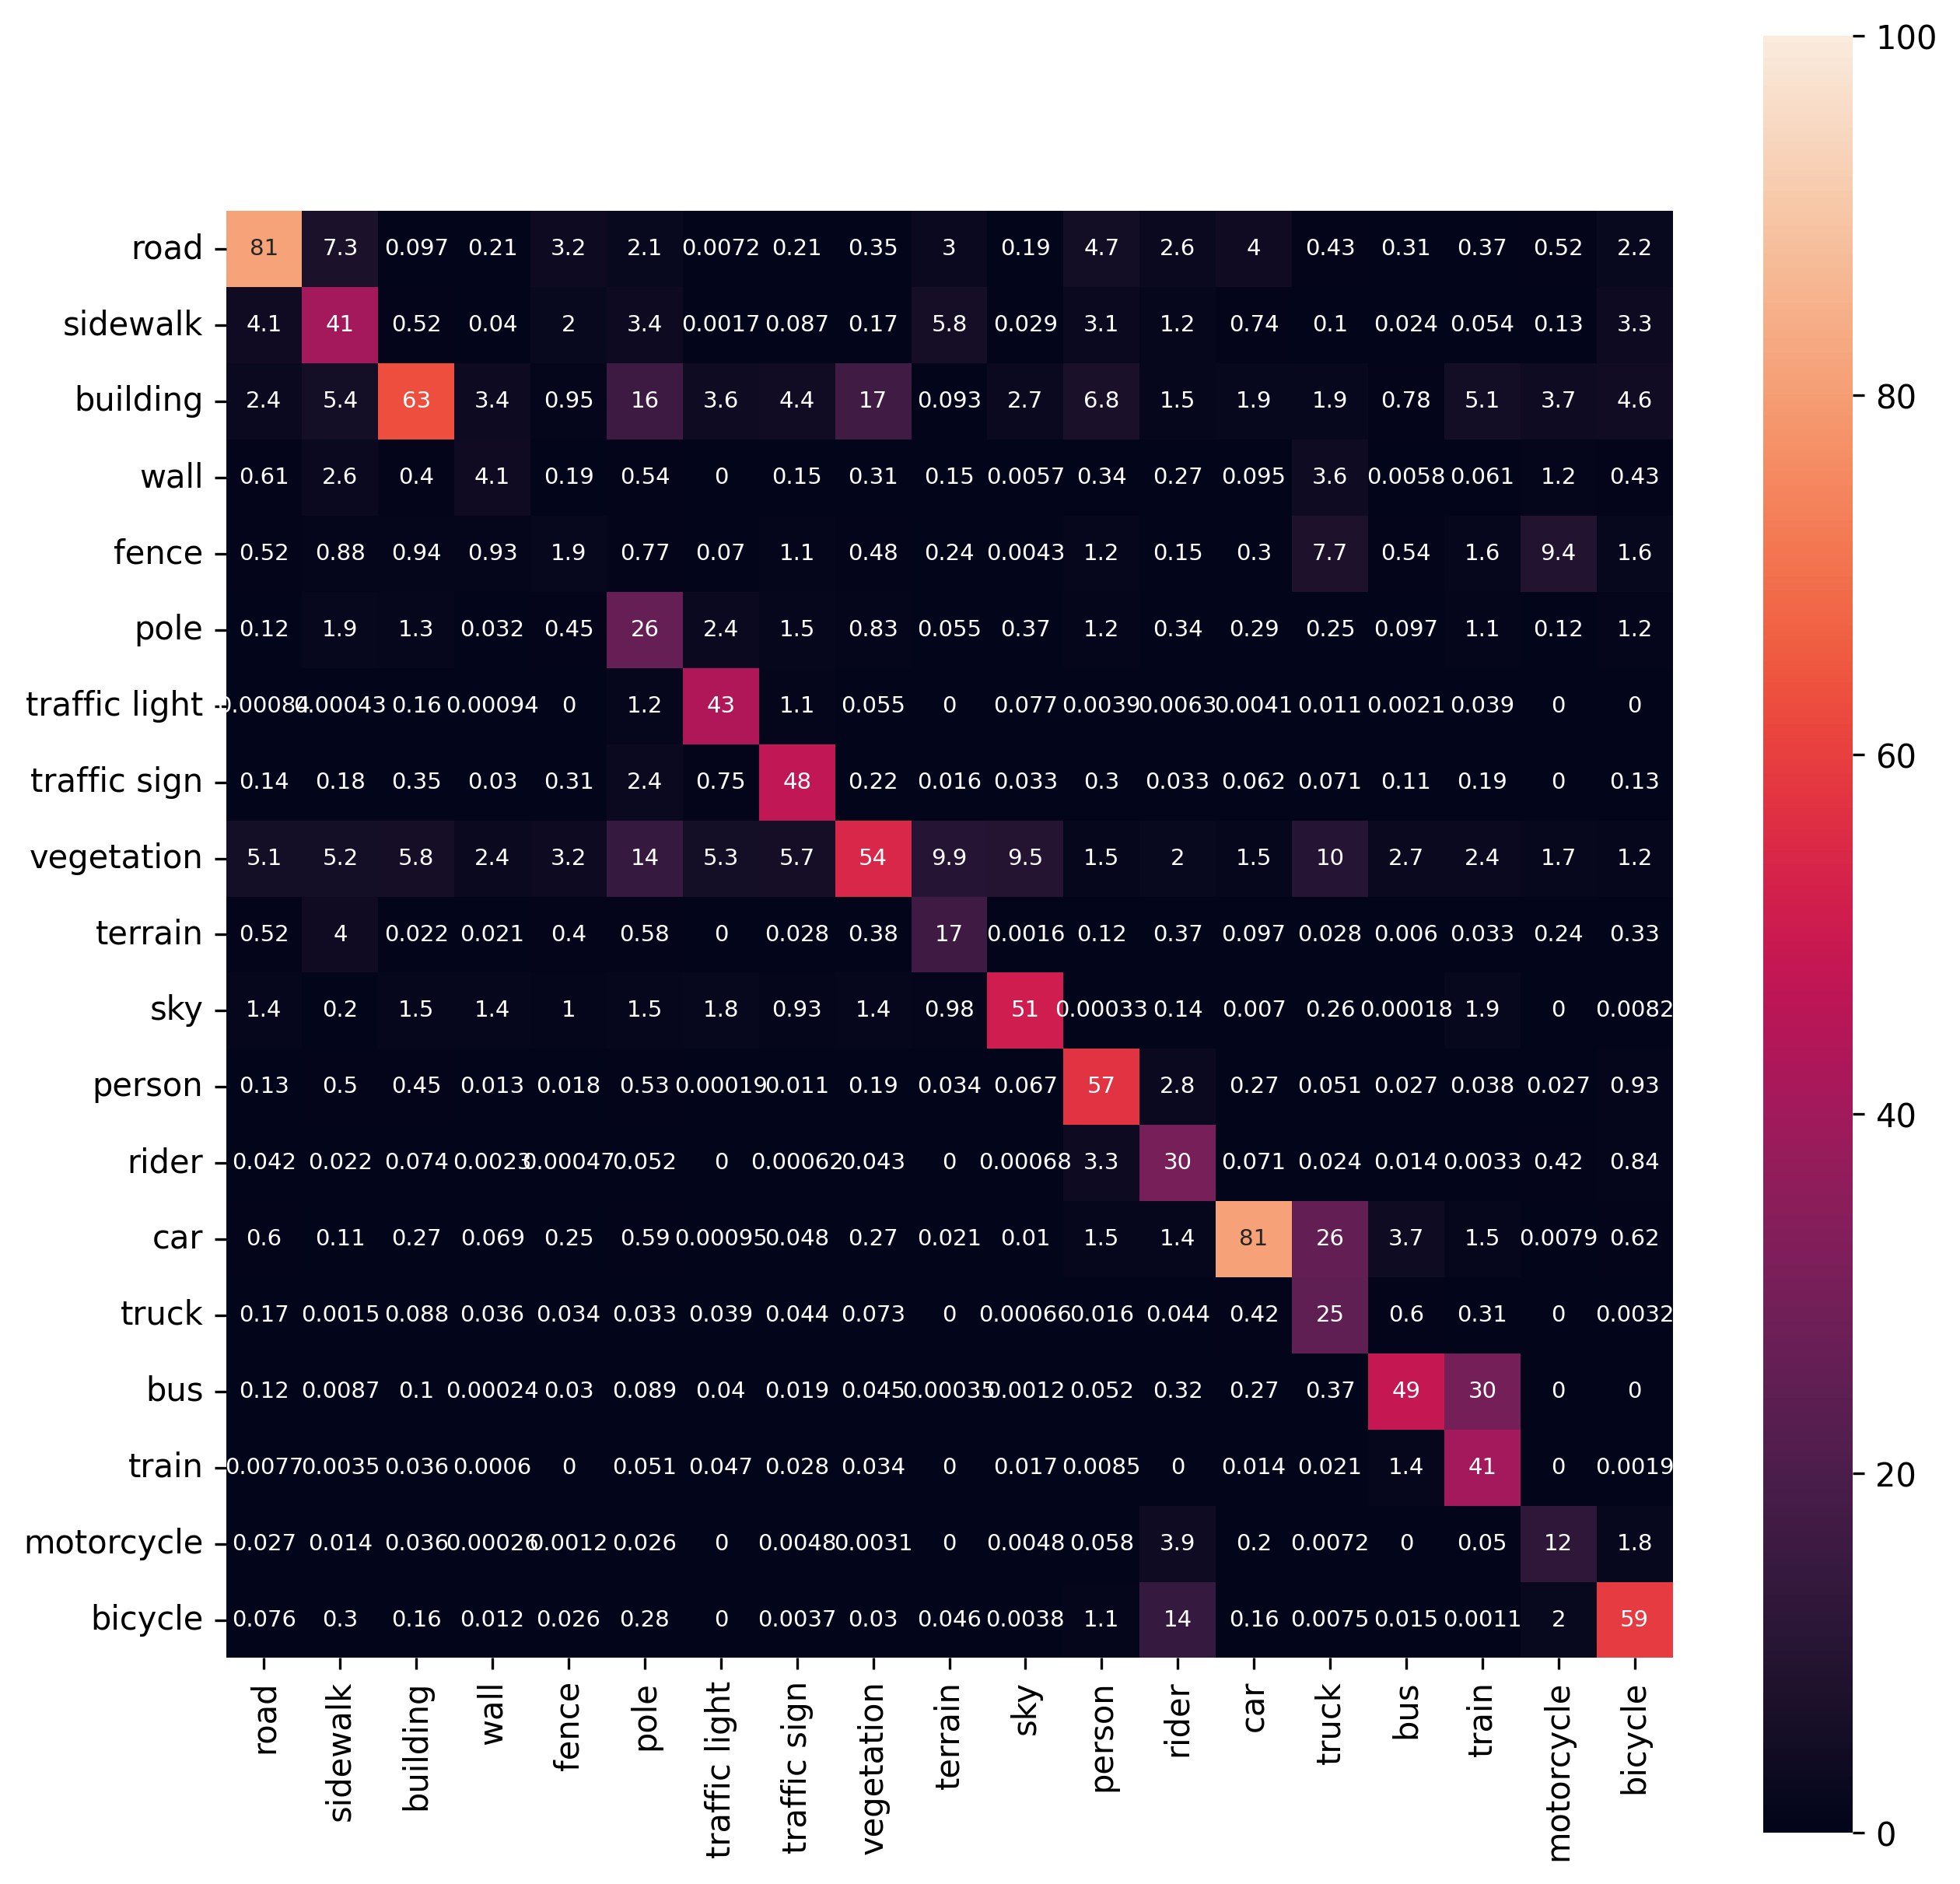 100
road 81 7.3 0.097 0.21 3.2 2.1 0.0072 0.21 0.35 3 0.19 4.7 2.6 4 0.43 0.31 0.37 0.52 2.2
sidewalk 4.1 41 0.52 0.04 2 3.4 0.0017 0.087 0.17 5.8 0.029 3.1 1.2 0.74 0.1 0.024 0.054 0.13 3.3
building 2.4 5.4 63 3.4 0.95 16 3.6 4.4 17 0.093 2.7 6.8 1.5 1.9 1.9 0.78 5.1 3.7 4.6
80
wall 0.61 2.6 0.4 4.1 0.19 0.54 0 0.15 0.31 0.15 0.0057 0.34 0.27 0.095 3.6 0.0058 0.061 1.2 0.43
fence 0.52 0.88 0.94 0.93 1.9 0.77 0.07 1.1 0.48 0.24 0.0043 1.2 0.15 0.3 7.7 0.54 1.6 9.4 1.6
pole 0.12 1.9 1.3 0.032 0.45 26 2.4 1.5 0.83 0.055 0.37 1.2 0.34 0.29 0.25 0.097 1.1 0.12 1.2
traffic light 0.00084 0.00043 0.16 0.00094 0 1.2 43 1.1 0.055 0 0.077 0.0039 0.0063 0.0041 0.011 0.0021 0.039 0 0
60
traffic sign 0.14 0.18 0.35 0.03 0.31 2.4 0.75 48 0.22 0.016 0.033 0.3 0.033 0.062 0.071 0.11 0.19 0 0.13
vegetation 5.1 5.2 5.8 2.4 3.2 14 5.3 5.7 54 9.9 9.5 1.5 2 1.5 10 2.7 2.4 1.7 1.2
terrain 0.52 4 0.022 0.021 0.4 0.58 0 0.028 0.38 17 0.0016 0.12 0.37 0.097 0.028 0.006 0.033 0.24 0.33
sky 1.4 0.2 1.5 1.4 1 1.5 1.8 0.93 1.4 0.98 51 0.00033 0.14 0.007 0.26 0.00018 1.9 0 0.0082
person 0.13 0.5 0.45 0.013 0.018 0.53 0.00019 0.011 0.19 0.034 0.067 57 2.8 0.27 0.051 0.027 0.038 0.027 0.93
40
rider 0.042 0.022 0.074 0.0023 0.00047 0.052 0 0.00062 0.043 0 0.00068 3.3 30 0.071 0.024 0.014 0.0033 0.42 0.84
car 0.6 0.11 0.27 0.069 0.25 0.59 0.00095 0.048 0.27 0.021 0.01 1.5 1.4 81 26 3.7 1.5 0.0079 0.62
truck 0.17 0.0015 0.088 0.036 0.034 0.033 0.039 0.044 0.073 0 0.00066 0.016 0.044 0.42 25 0.6 0.31 0 0.0032
bus 0.12 0.0087 0.1 0.00024 0.03 0.089 0.04 0.019 0.045 0.00035 0.0012 0.052 0.32 0.27 0.37 49 30 0 0
train 0.0077 0.0035 0.036 0.0006 0 0.051 0.047 0.028 0.034 0 0.017 0.0085 0 0.014 0.021 1.4 41 0 0.0019
20
motorcycle 0.027 0.014 0.036 0.00026 0.0012 0.026 0 0.0048 0.0031 0 0.0048 0.058 3.9 0.2 0.0072 0 0.05 12 1.8
bicycle 0.076 0.3 0.16 0.012 0.026 0.28 0 0.0037 0.03 0.046 0.0038 1.1 14 0.16 0.0075 0.015 0.0011 2 59
road sidewalk building wall fence pole traffic light traffic sign vegetation terrain sky person rider car truck bus train motorcycle bicycle
0